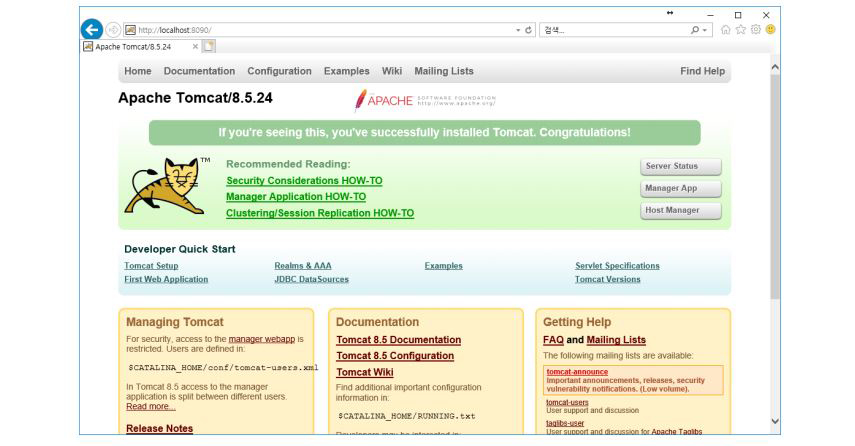 http://localhost:8090/
검색...
Apache Tomcat/8.5.24
Home Documentation Configuration Examples Wiki Mailing Lists Find Help
Apache Tomcat/8.5.24
APACHE SOFTWARE FOUNDATION
http://www.apache.org/
If you're seeing this, you've successfully installed Tomcat. Congratulations!
TM
Recommended Reading:
Security Considerations HOW-TO
Manager Application HOW-TO
Clustering/Session Replication HOW-TO
Server Status
Manager App
Host Manager
Developer Quick Start
Tomcat Setup
First Web Application
Realms & AAA
JDBC DataSources
Examples
Servlet Specifications
Tomcat Versions
Managing Tomcat
For security, access to the manager webapp is
restricted. Users are defined in:
$CATALINA_HOME/conf/tomcat-users.xml
In Tomcat 8.5 access to the manager
application is split between different users.
Read more...
Release Notes
Documentation
Tomcat 8.5 Documentation
Tomcat 8.5 Configuration
Tomcat Wiki
Find additional important configuration
information in:
$CATALINA_HOME/RUNNING.txt
Developers may be interested in:
Getting Help
FAQ and Mailing Lists
The following mailing lists are available:
tomcat-announce
Important announcements, releases, security
vulnerability notifications. (Low volume).
tomcat-users
User support and discussion
taglibs-user
User support and discussion for Apache Taglibs